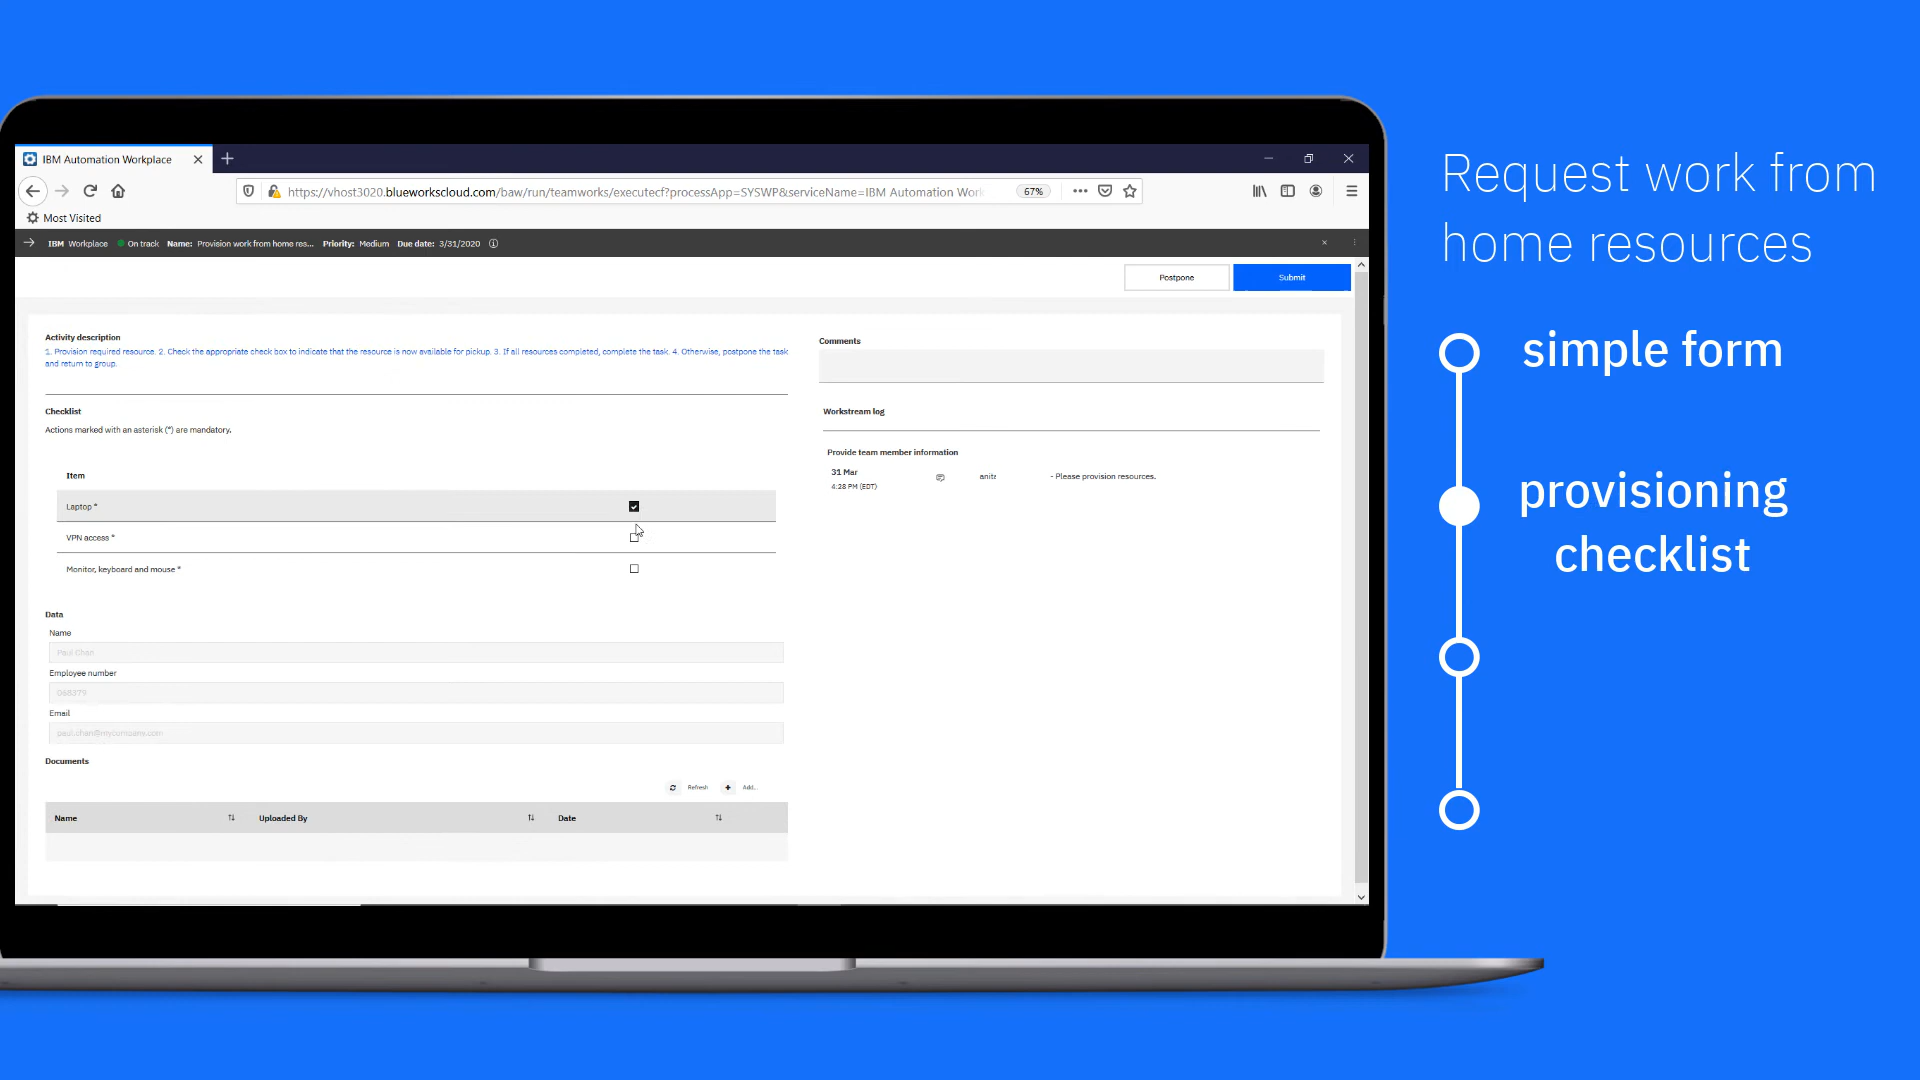 IBM Automation Workplace
https://vhost3020.blueworkscloud.com/baw/run/teamworks/executecf?processApp=SYSWP&serviceName=IBM Automation Work
67%
Most Visited
IBM Workplace On track Name: Provision work from home res... Priority: Medium Due date: 3/31/2020
Postpone
Submit
Activity description
1. Provision required resource. 2. Check the appropriate check box to indicate that the resource is now available for pickup. 3. If all resources completed, complete the task. 4. Otherwise, postpone the task
and return to group.
Checklist
Actions marked with an asterisk (*) are mandatory.
Item
Laptop *
VPN access *
Monitor, keyboard and mouse *
Data
Name
Paul Chan
Employee number
068379
Email
paul.chan@mycompany.com
Documents
Refresh
Add...
Name
Uploaded By
Date
Comments
Workstream log
Provide team member information
31 Mar
4:28 PM (EDT)
anita
- Please provision resources.
Request work from
home resources
simple form
provisioning
checklist